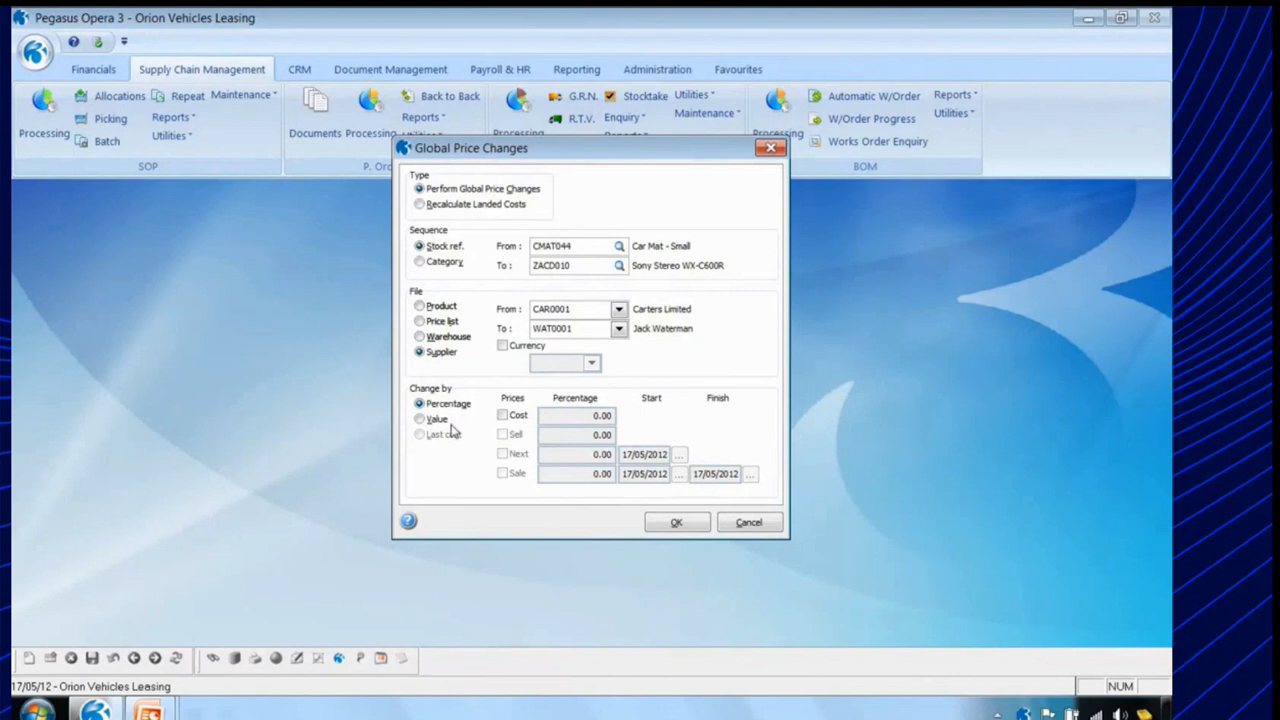 Pegasus Opera 3 - Orion Vehicles Leasing
Financials Supply Chain Management CRM Document Management Payroll & HR Reporting Administration Favourites
Allocations Repeat Maintenance Back to Back G.R.N. Stocktake Utilities Automatic W/Order Reports
Picking Reports Reports R.T.V. Enquiry Maintenance W/Order Progress Utilities
Processing Batch Utilities Documents Processing Processing Processing Works Order Enquiry
SOP P. Or BOM
Global Price Changes
Type
Perform Global Price Changes
Recalculate Landed Costs
Sequence
Stock ref. From : CMAT044 Car Mat - Small
Category To : ZACD010 Sony Stereo WX-C600R
File
Product From : CAR0001 Carters Limited
Price list
Warehouse To : WAT0001 Jack Waterman
Supplier Currency
Change by Prices Percentage Start Finish
Percentage Cost 0.00
Value Sell 0.00
Last cost Next 0.00 17/05/2012 ...
Sale 0.00 17/05/2012 ... 17/05/2012 ...
OK Cancel
17/05/12 - Orion Vehicles Leasing NUM